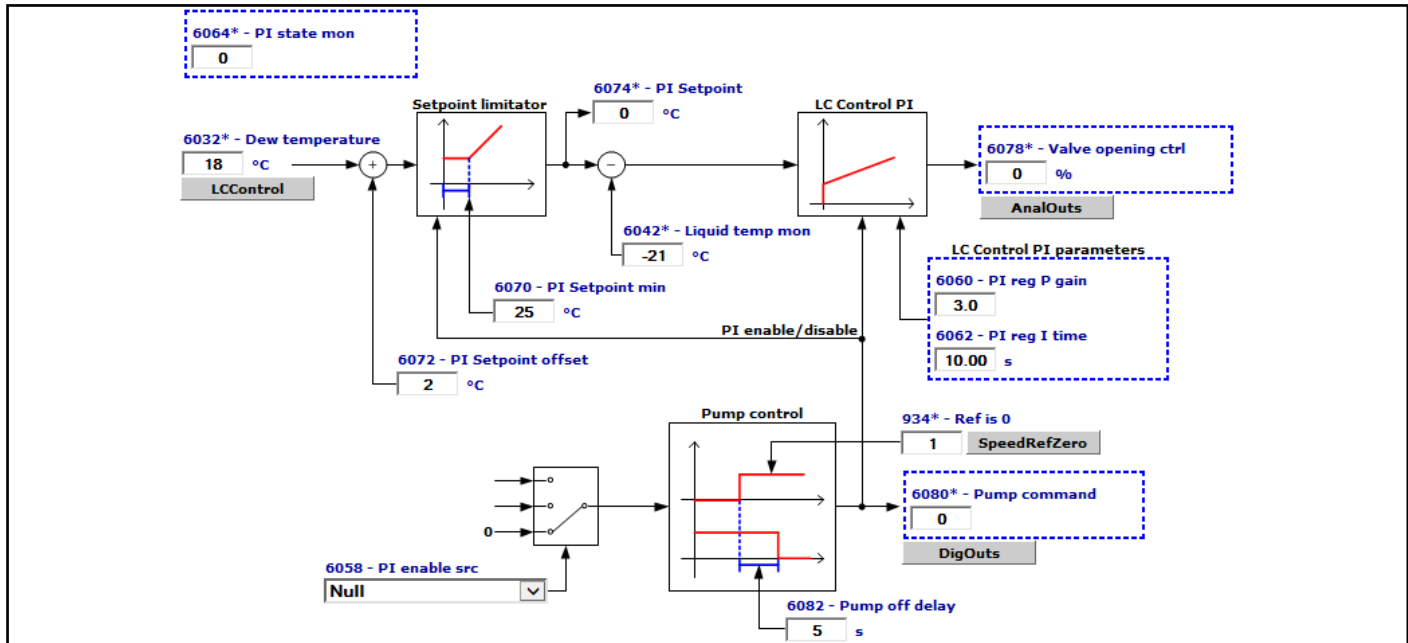 6064* - PI state mon
0
6074* - PI Setpoint
0 °C
Setpoint limitator
LC Control PI
6032* - Dew temperature
18 °C
LCControl
+
−
6078* - Valve opening ctrl
0 %
AnalOuts
6042* - Liquid temp mon
-21 °C
LC Control PI parameters
6060 - PI reg P gain
3.0
6062 - PI reg I time
10.00 s
6070 - PI Setpoint min
25 °C
PI enable/disable
6072 - PI Setpoint offset
2 °C
Pump control
934* - Ref is 0
1 SpeedRefZero
6080* - Pump command
0
DigOuts
0
6058 - PI enable src
Null
6082 - Pump off delay
5 s